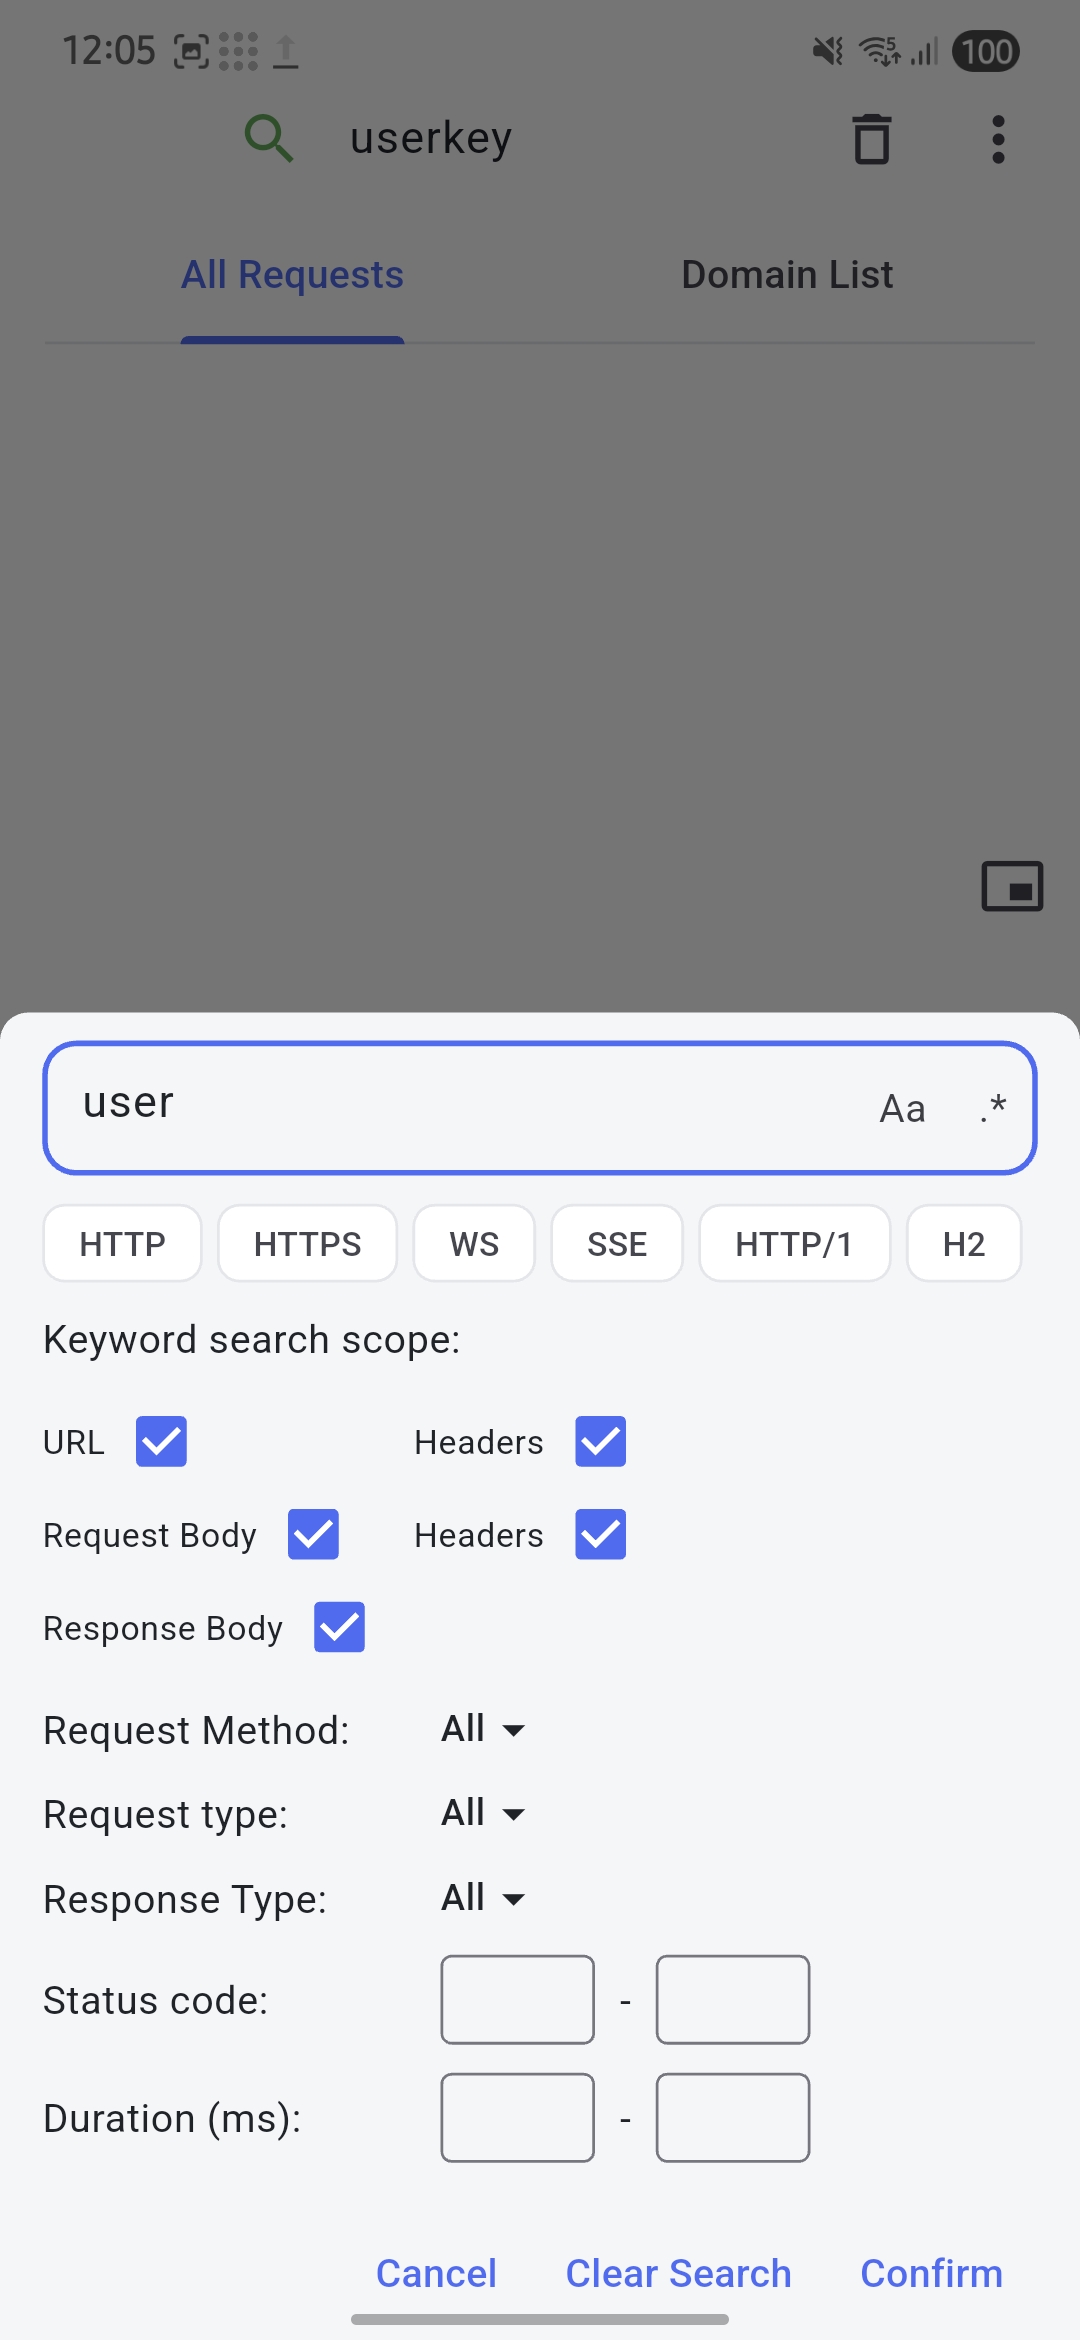 12:05 5 100
userkey
All Requests Domain List
user Aa .*
HTTP HTTPS WS SSE HTTP/1 H2
Keyword search scope:
URL Headers
Request Body Headers
Response Body
Request Method: All
Request type: All
Response Type: All
Status code: -
Duration (ms): -
Cancel Clear Search Confirm